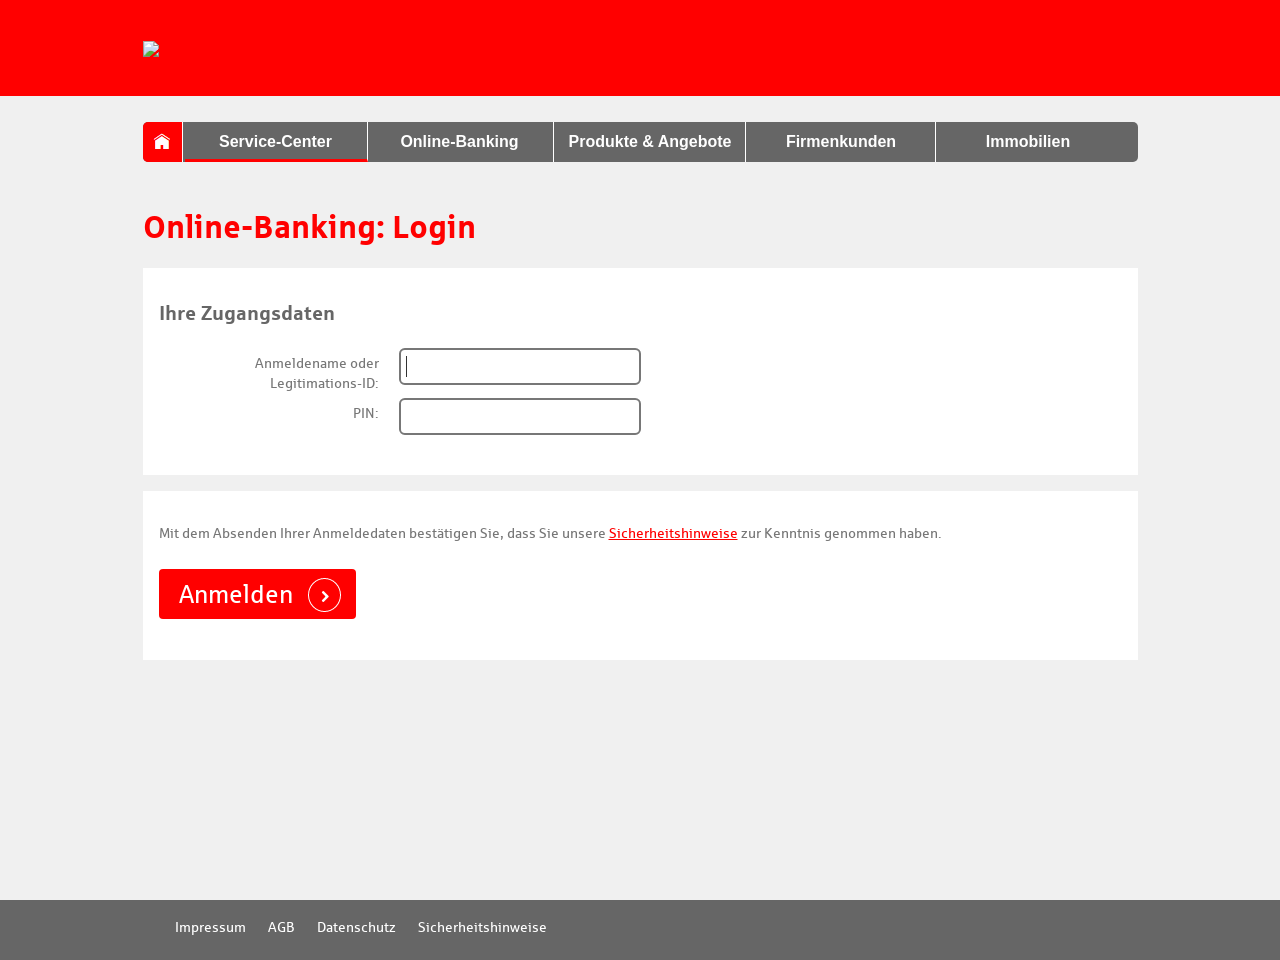 Service-Center Online-Banking Produkte & Angebote Firmenkunden Immobilien
Online-Banking: Login
Ihre Zugangsdaten
Anmeldename oder
Legitimations-ID:
PIN:
Mit dem Absenden Ihrer Anmeldedaten bestätigen Sie, dass Sie unsere Sicherheitshinweise zur Kenntnis genommen haben.
Anmelden
Impressum AGB Datenschutz Sicherheitshinweise